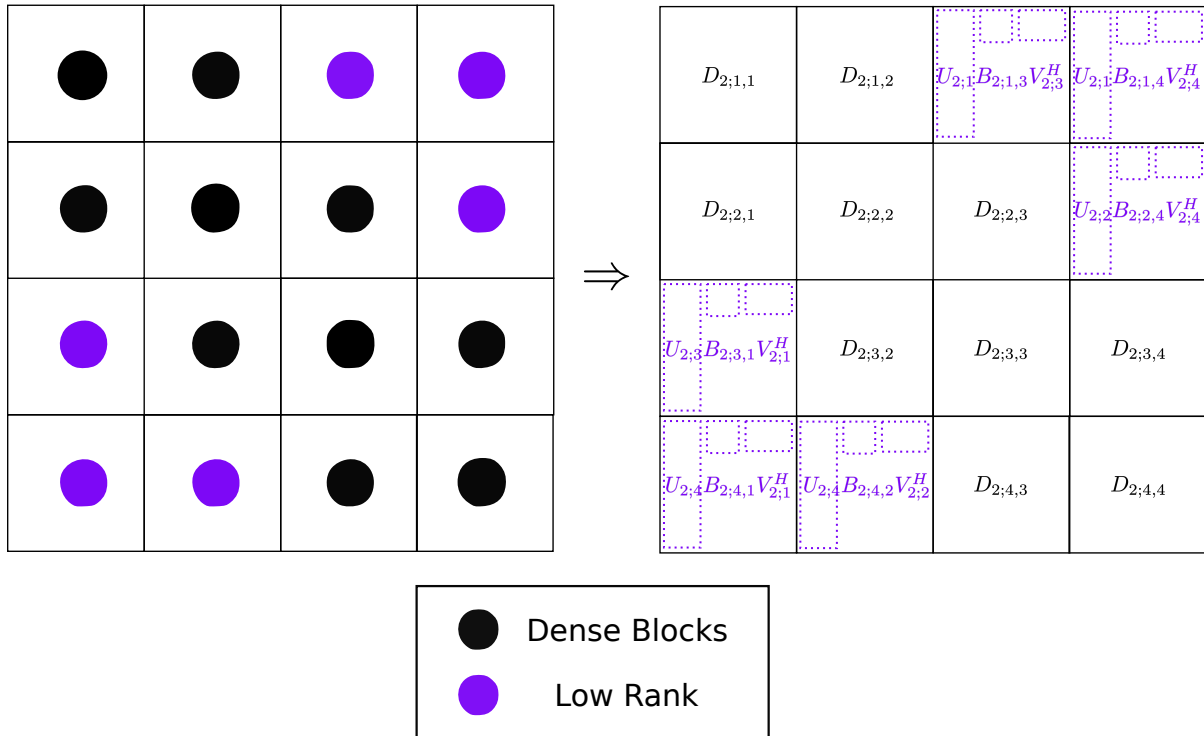 $D_{2;1,1}$ $D_{2;1,2}$ $U_{2;1}B_{2;1,3}V_{2;3}^{H}$ $U_{2;1}B_{2;1,4}V_{2;4}^{H}$
$D_{2;2,1}$ $D_{2;2,2}$ $D_{2;2,3}$ $U_{2;2}B_{2;2,4}V_{2;4}^{H}$
⇒
$U_{2;3}B_{2;3,1}V_{2;1}^{H}$ $D_{2;3,2}$ $D_{2;3,3}$ $D_{2;3,4}$
$U_{2;4}B_{2;4,1}V_{2;1}^{H}$ $U_{2;4}B_{2;4,2}V_{2;2}^{H}$ $D_{2;4,3}$ $D_{2;4,4}$
Dense Blocks
Low Rank